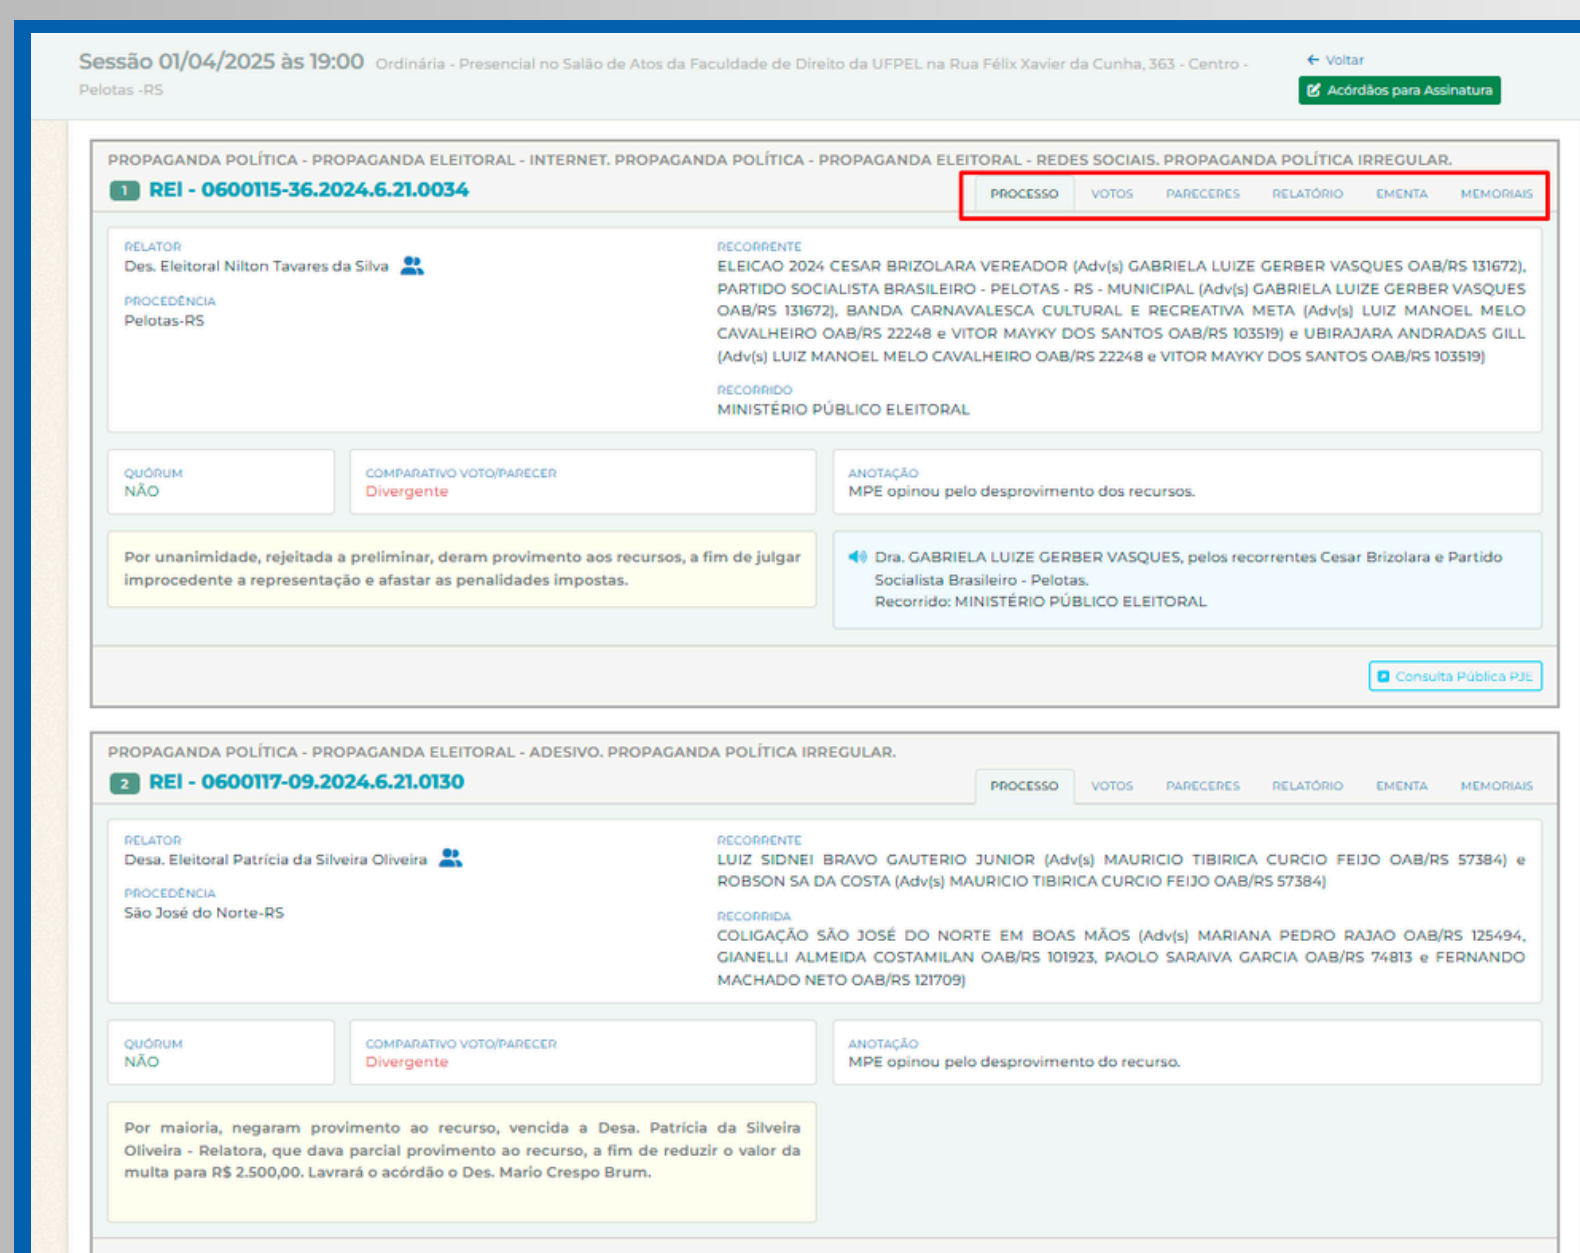 Sessão 01/04/2025 às 19:00 Ordinária - Presencial no Salão de Atos da Faculdade de Direito da UFPEL na Rua Félix Xavier da Cunha, 363 - Centro -
Pelotas -RS
Voltar
Acórdãos para Assinatura
PROPAGANDA POLÍTICA - PROPAGANDA ELEITORAL - INTERNET. PROPAGANDA POLÍTICA - PROPAGANDA ELEITORAL - REDES SOCIAIS. PROPAGANDA POLÍTICA IRREGULAR.
1 REl - 0600115-36.2024.6.21.0034
PROCESSO VOTOS PARECERES RELATÓRIO EMENTA MEMORIAIS
RELATOR
Des. Eleitoral Nilton Tavares da Silva
PROCEDÊNCIA
Pelotas-RS
RECORRENTE
ELEICAO 2024 CESAR BRIZOLARA VEREADOR (Adv(s) GABRIELA LUIZE GERBER VASQUES OAB/RS 131672),
PARTIDO SOCIALISTA BRASILEIRO - PELOTAS - RS - MUNICIPAL (Adv(s) GABRIELA LUIZE GERBER VASQUES
OAB/RS 131672), BANDA CARNAVALESCA CULTURAL E RECREATIVA META (Adv(s) LUIZ MANOEL MELO
CAVALHEIRO OAB/RS 22248 e VITOR MAYKY DOS SANTOS OAB/RS 103519) e UBIRAJARA ANDRADAS GILL
(Adv(s) LUIZ MANOEL MELO CAVALHEIRO OAB/RS 22248 e VITOR MAYKY DOS SANTOS OAB/RS 103519)
RECORRIDO
MINISTÉRIO PÚBLICO ELEITORAL
QUÓRUM
NÃO
COMPARATIVO VOTO/PARECER
Divergente
ANOTAÇÃO
MPE opinou pelo desprovimento dos recursos.
Por unanimidade, rejeitada a preliminar, deram provimento aos recursos, a fim de julgar
improcedente a representação e afastar as penalidades impostas.
Dra. GABRIELA LUIZE GERBER VASQUES, pelos recorrentes Cesar Brizolara e Partido
Socialista Brasileiro - Pelotas.
Recorrido: MINISTÉRIO PÚBLICO ELEITORAL
Consulta Pública PJE
PROPAGANDA POLÍTICA - PROPAGANDA ELEITORAL - ADESIVO. PROPAGANDA POLÍTICA IRREGULAR.
2 REl - 0600117-09.2024.6.21.0130
PROCESSO VOTOS PARECERES RELATÓRIO EMENTA MEMORIAIS
RELATOR
Desa. Eleitoral Patrícia da Silveira Oliveira
PROCEDÊNCIA
São José do Norte-RS
RECORRENTE
LUIZ SIDNEI BRAVO GAUTERIO JUNIOR (Adv(s) MAURICIO TIBIRICA CURCIO FEIJO OAB/RS 57384) e
ROBSON SA DA COSTA (Adv(s) MAURICIO TIBIRICA CURCIO FEIJO OAB/RS 57384)
RECORRIDA
COLIGAÇÃO SÃO JOSÉ DO NORTE EM BOAS MÃOS (Adv(s) MARIANA PEDRO RAJAO OAB/RS 125494,
GIANELLI ALMEIDA COSTAMILAN OAB/RS 101923, PAOLO SARAIVA GARCIA OAB/RS 74813 e FERNANDO
MACHADO NETO OAB/RS 121709)
QUÓRUM
NÃO
COMPARATIVO VOTO/PARECER
Divergente
ANOTAÇÃO
MPE opinou pelo desprovimento do recurso.
Por maioria, negaram provimento ao recurso, vencida a Desa. Patrícia da Silveira
Oliveira - Relatora, que dava parcial provimento ao recurso, a fim de reduzir o valor da
multa para R$ 2.500,00. Lavrará o acórdão o Des. Mario Crespo Brum.